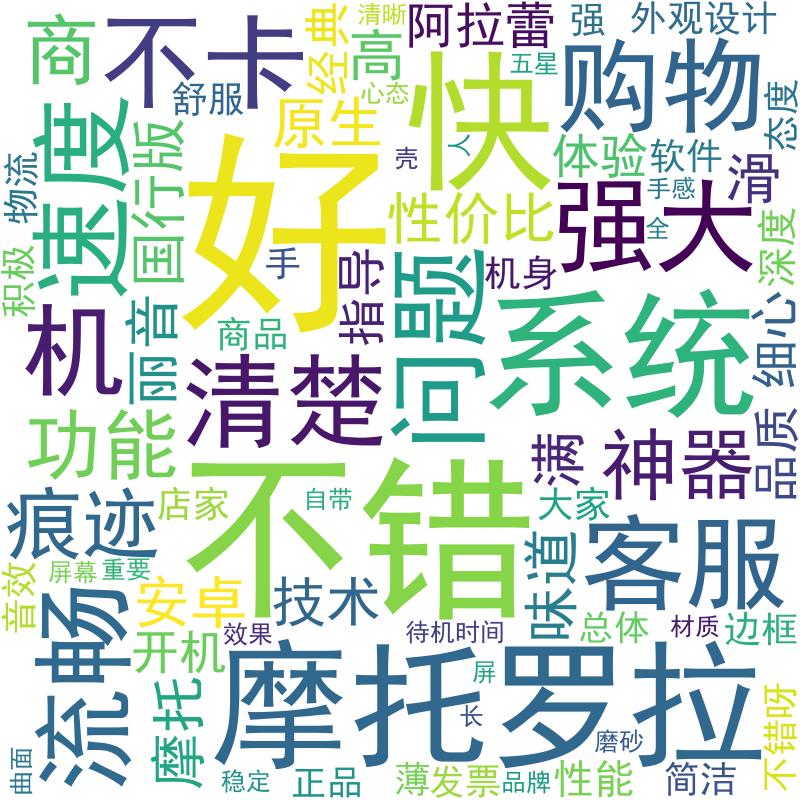 商
不卡
经典
清晰
阿拉蕾
强
外观设计
高
五星
舒服
心态
原生
快
购物
态度
速度
国行版
好
壳
人
体验
软件
滑
物流
手感
性价比
强大
全
深度
积极
手
指导
机身
问题
机
丽音
商品
系统
细心
清楚
功能
满
神器
品质
痕迹
店家
自带
不错
大家
客服
味道
音效
屏幕
重要
安卓
技术
流畅
开机
效果
待机时间
总体
材质
边框
摩托
摩托罗拉
屏
长
磨砂
不错呀
曲面
稳定
正品
薄
发票
品牌
性能
简洁